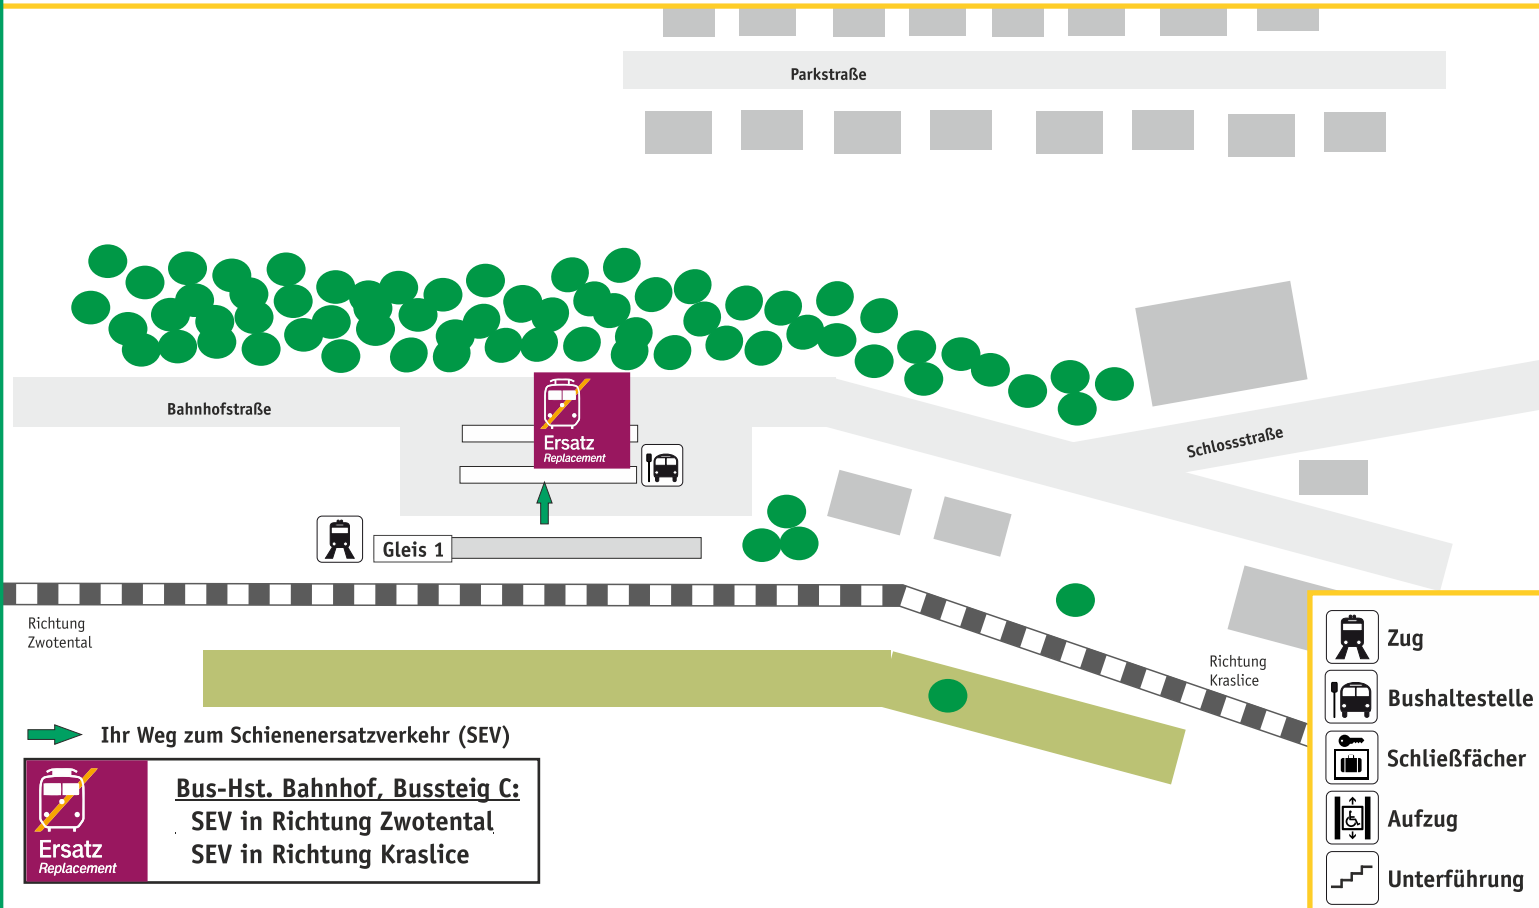 Parkstraße
Bahnhofstraße
Schlossstraße
Ersatz
Replacement
Gleis 1
Richtung
Zwotental
Richtung
Kraslice
Ihr Weg zum Schienenersatzverkehr (SEV)
Ersatz
Replacement
Bus-Hst. Bahnhof, Bussteig C:
SEV in Richtung Zwotental
SEV in Richtung Kraslice
Zug
Bushaltestelle
Schließfächer
Aufzug
Unterführung